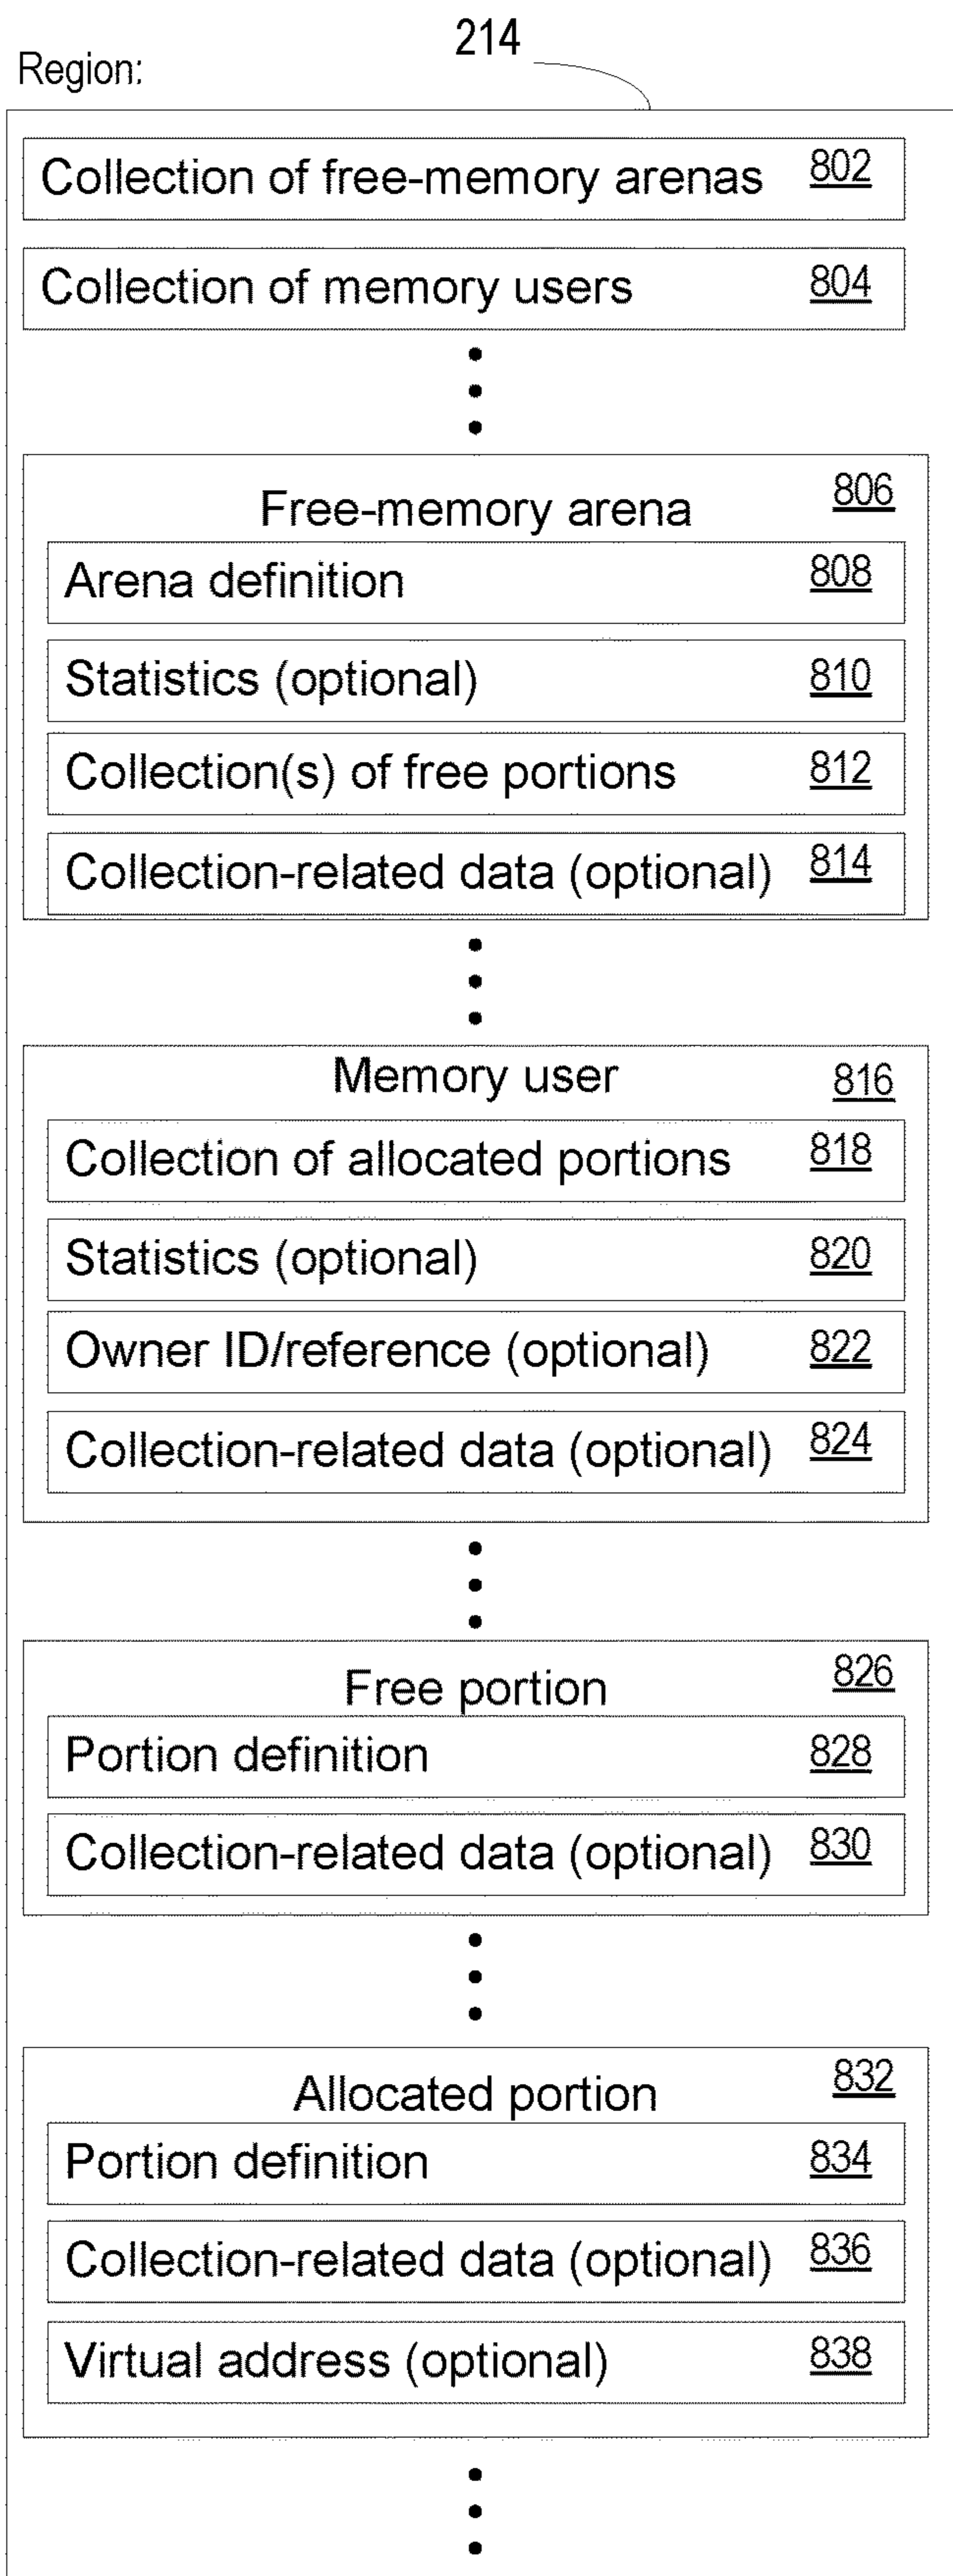 214
Region:
Collection of free-memory arenas 802
Collection of memory users 804
Free-memory arena 806
Arena definition 808
Statistics (optional) 810
Collection(s) of free portions 812
Collection-related data (optional) 814
Memory user 816
Collection of allocated portions 818
Statistics (optional) 820
Owner ID/reference (optional) 822
Collection-related data (optional) 824
Free portion 826
Portion definition 828
Collection-related data (optional) 830
Allocated portion 832
Portion definition 834
Collection-related data (optional) 836
Virtual address (optional) 838